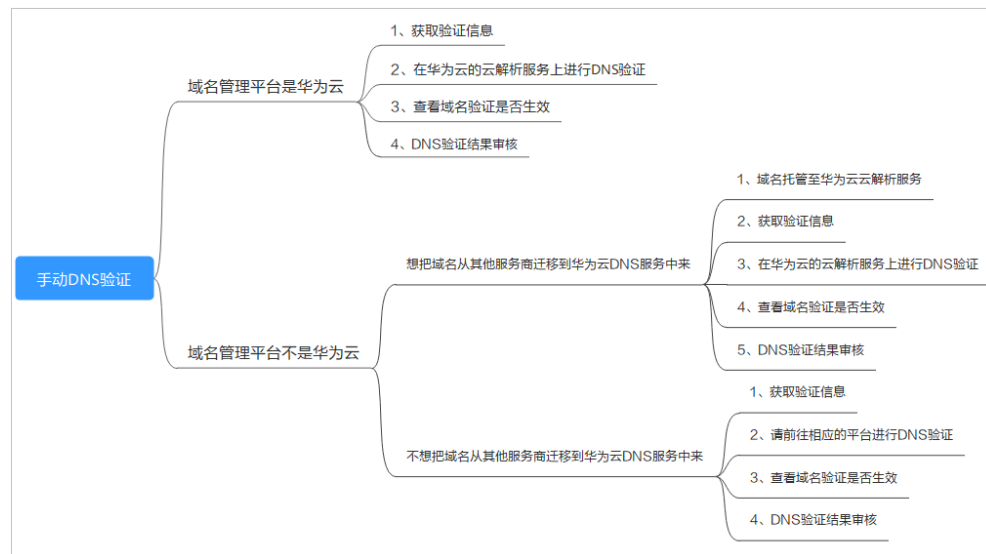 手动DNS验证
域名管理平台是华为云
1、获取验证信息
2、在华为云的云解析服务上进行DNS验证
3、查看域名验证是否生效
4、DNS验证结果审核
域名管理平台不是华为云
想把域名从其他服务商迁移到华为云DNS服务中来
1、域名托管至华为云云解析服务
2、获取验证信息
3、在华为云的云解析服务上进行DNS验证
4、查看域名验证是否生效
5、DNS验证结果审核
不想把域名从其他服务商迁移到华为云DNS服务中来
1、获取验证信息
2、请前往相应的平台进行DNS验证
3、查看域名验证是否生效
4、DNS验证结果审核